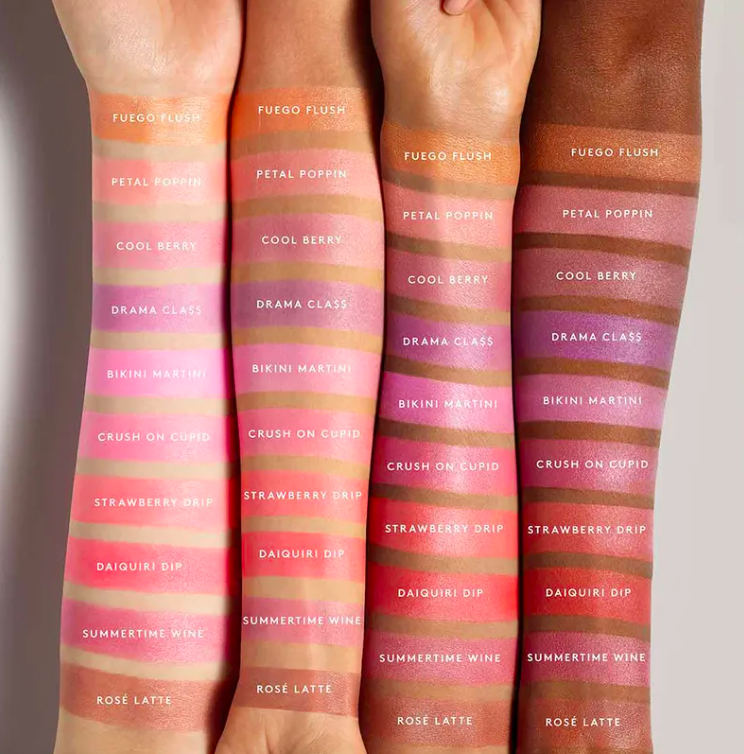 FUEGO FLUSH
PETAL POPPIN
COOL BERRY
DRAMA CLA$$
BIKINI MARTINI
CRUSH ON CUPID
STRAWBERRY DRIP
DAIQUIRI DIP
SUMMERTIME WINE
ROSÉ LATTE
FUEGO FLUSH
PETAL POPPIN
COOL BERRY
DRAMA CLA$$
BIKINI MARTINI
CRUSH ON CUPID
STRAWBERRY DRIP
DAIQUIRI DIP
SUMMERTIME WINE
ROSÉ LATTE
FUEGO FLUSH
PETAL POPPIN
COOL BERRY
DRAMA CLA$$
BIKINI MARTINI
CRUSH ON CUPID
STRAWBERRY DRIP
DAIQUIRI DIP
SUMMERTIME WINE
ROSÉ LATTE
FUEGO FLUSH
PETAL POPPIN
COOL BERRY
DRAMA CLA$$
BIKINI MARTINI
CRUSH ON CUPID
STRAWBERRY DRIP
DAIQUIRI DIP
SUMMERTIME WINE
ROSÉ LATTE